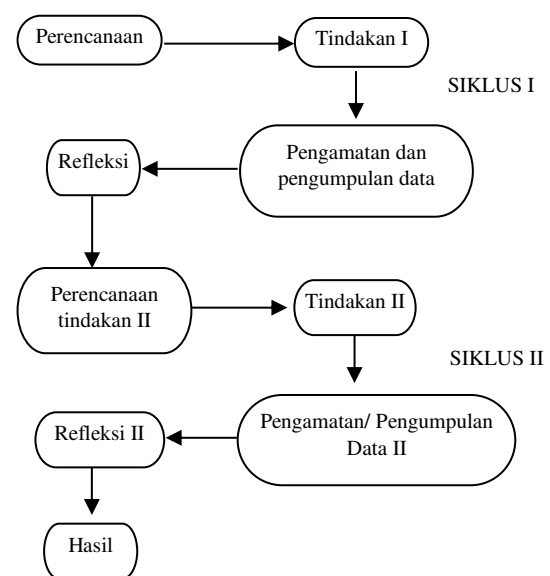 Perencanaan
Tindakan I
SIKLUS I
Pengamatan dan
pengumpulan data
Refleksi
Perencanaan
tindakan II
Tindakan II
SIKLUS II
Pengamatan/ Pengumpulan
Data II
Refleksi II
Hasil